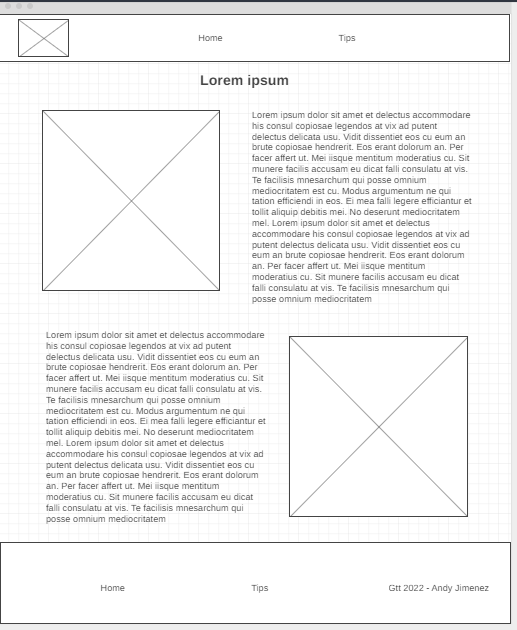 Home Tips
Lorem ipsum
Lorem ipsum dolor sit amet et delectus accommodare
his consul copiosae legendos at vix ad putent
delectus delicata usu. Vidit dissentiet eos cu eum an
brute copiosae hendrerit. Eos erant dolorum an. Per
facer affert ut. Mei iisque mentitum moderatius cu. Sit
munere facilis accusam eu dicat falli consulatu at vis.
Te facilisis mnesarchum qui posse omnium
mediocritatem est cu. Modus argumentum ne qui
tation efficiendi in eos. Ei mea falli legere efficiantur et
tollit aliquip debitis mei. No deserunt mediocritatem
mel. Lorem ipsum dolor sit amet et delectus
accommodare his consul copiosae legendos at vix ad
putent delectus delicata usu. Vidit dissentiet eos cu
eum an brute copiosae hendrerit. Eos erant dolorum
an. Per facer affert ut. Mei iisque mentitum
moderatius cu. Sit munere facilis accusam eu dicat
falli consulatu at vis. Te facilisis mnesarchum qui
posse omnium mediocritatem
Lorem ipsum dolor sit amet et delectus accommodare
his consul copiosae legendos at vix ad putent
delectus delicata usu. Vidit dissentiet eos cu eum an
brute copiosae hendrerit. Eos erant dolorum an. Per
facer affert ut. Mei iisque mentitum moderatius cu. Sit
munere facilis accusam eu dicat falli consulatu at vis.
Te facilisis mnesarchum qui posse omnium
mediocritatem est cu. Modus argumentum ne qui
tation efficiendi in eos. Ei mea falli legere efficiantur et
tollit aliquip debitis mei. No deserunt mediocritatem
mel. Lorem ipsum dolor sit amet et delectus
accommodare his consul copiosae legendos at vix ad
putent delectus delicata usu. Vidit dissentiet eos cu
eum an brute copiosae hendrerit. Eos erant dolorum
an. Per facer affert ut. Mei iisque mentitum
moderatius cu. Sit munere facilis accusam eu dicat
falli consulatu at vis. Te facilisis mnesarchum qui
posse omnium mediocritatem
Home Tips Gtt 2022 - Andy Jimenez